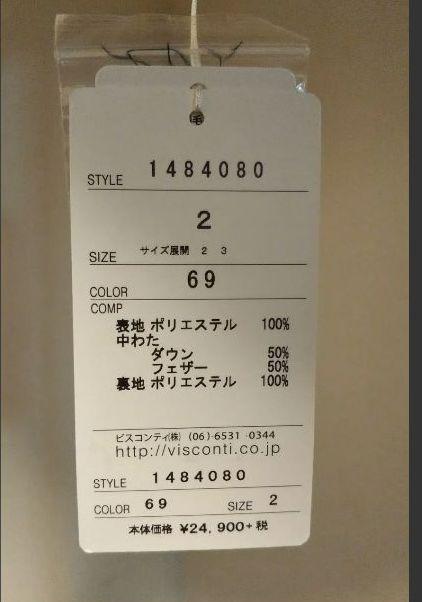 STYLE 1484080
2
SIZE サイズ展開 2 3
COLOR 69
COMP
表地 ポリエステル 100%
中わた
ダウン 50%
フェザー 50%
裏地 ポリエステル 100%
ビスコンティ(株) (06)6531-0344
http://visconti.co.jp
STYLE 1484080
COLOR 69 SIZE 2
本体価格 ¥24,900+税